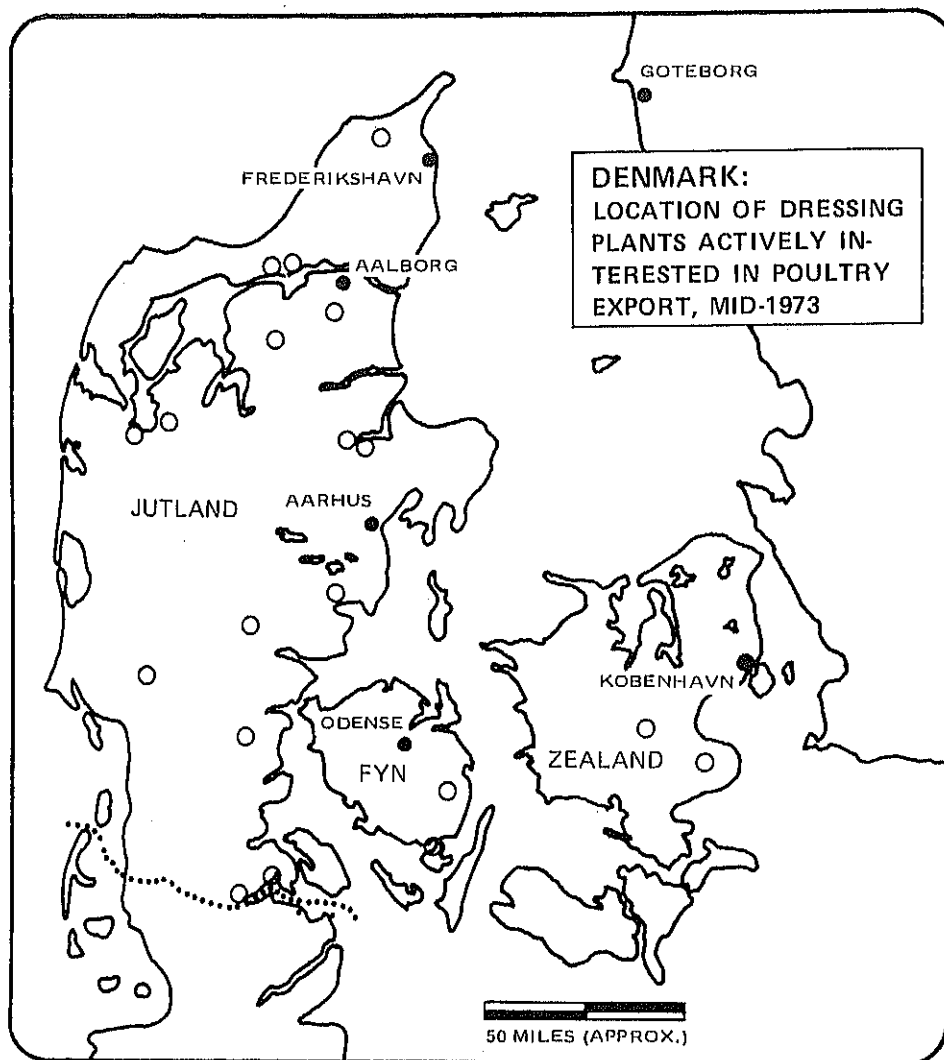 GOTEBORG
FREDERIKSHAVN
DENMARK:
LOCATION OF DRESSING
PLANTS ACTIVELY IN-
TERESTED IN POULTRY
EXPORT, MID-1973
AALBORG
JUTLAND
AARHUS
KOBENHAVN
ODENSE
FYN
ZEALAND
50 MILES (APPROX.)